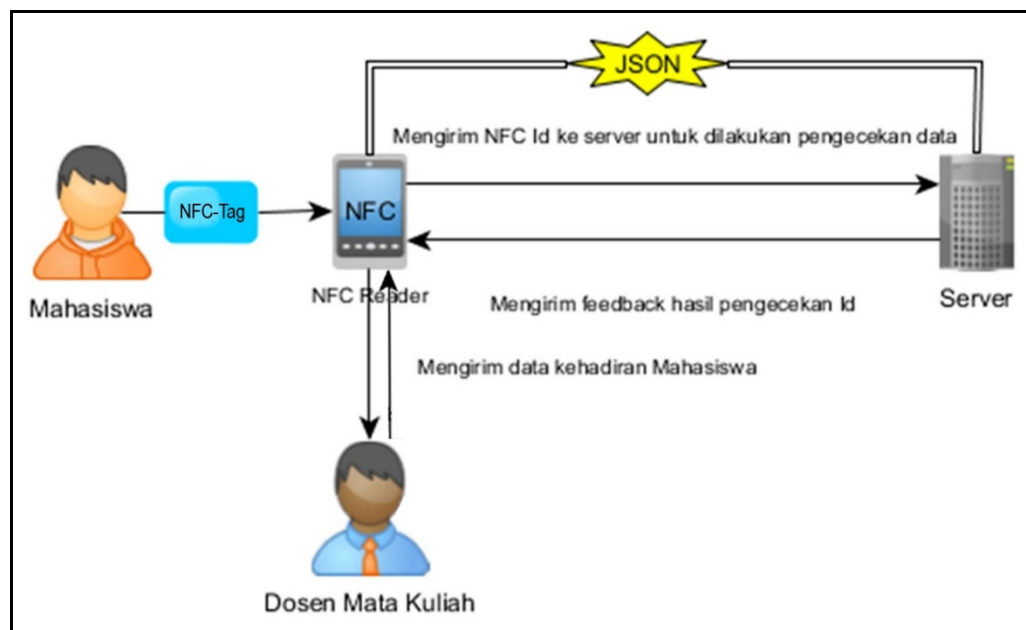 JSON
Mengirim NFC Id ke server untuk dilakukan pengecekan data
NFC-Tag
NFC
NFC Reader
Mahasiswa
Server
Mengirim feedback hasil pengecekan Id
Mengirim data kehadiran Mahasiswa
Dosen Mata Kuliah